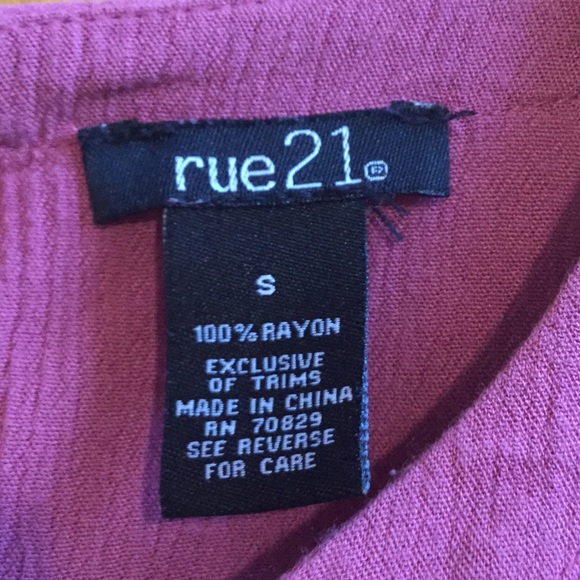 rue21®
S
100% RAYON
EXCLUSIVE
OF TRIMS
MADE IN CHINA
RN 70829
SEE REVERSE
FOR CARE